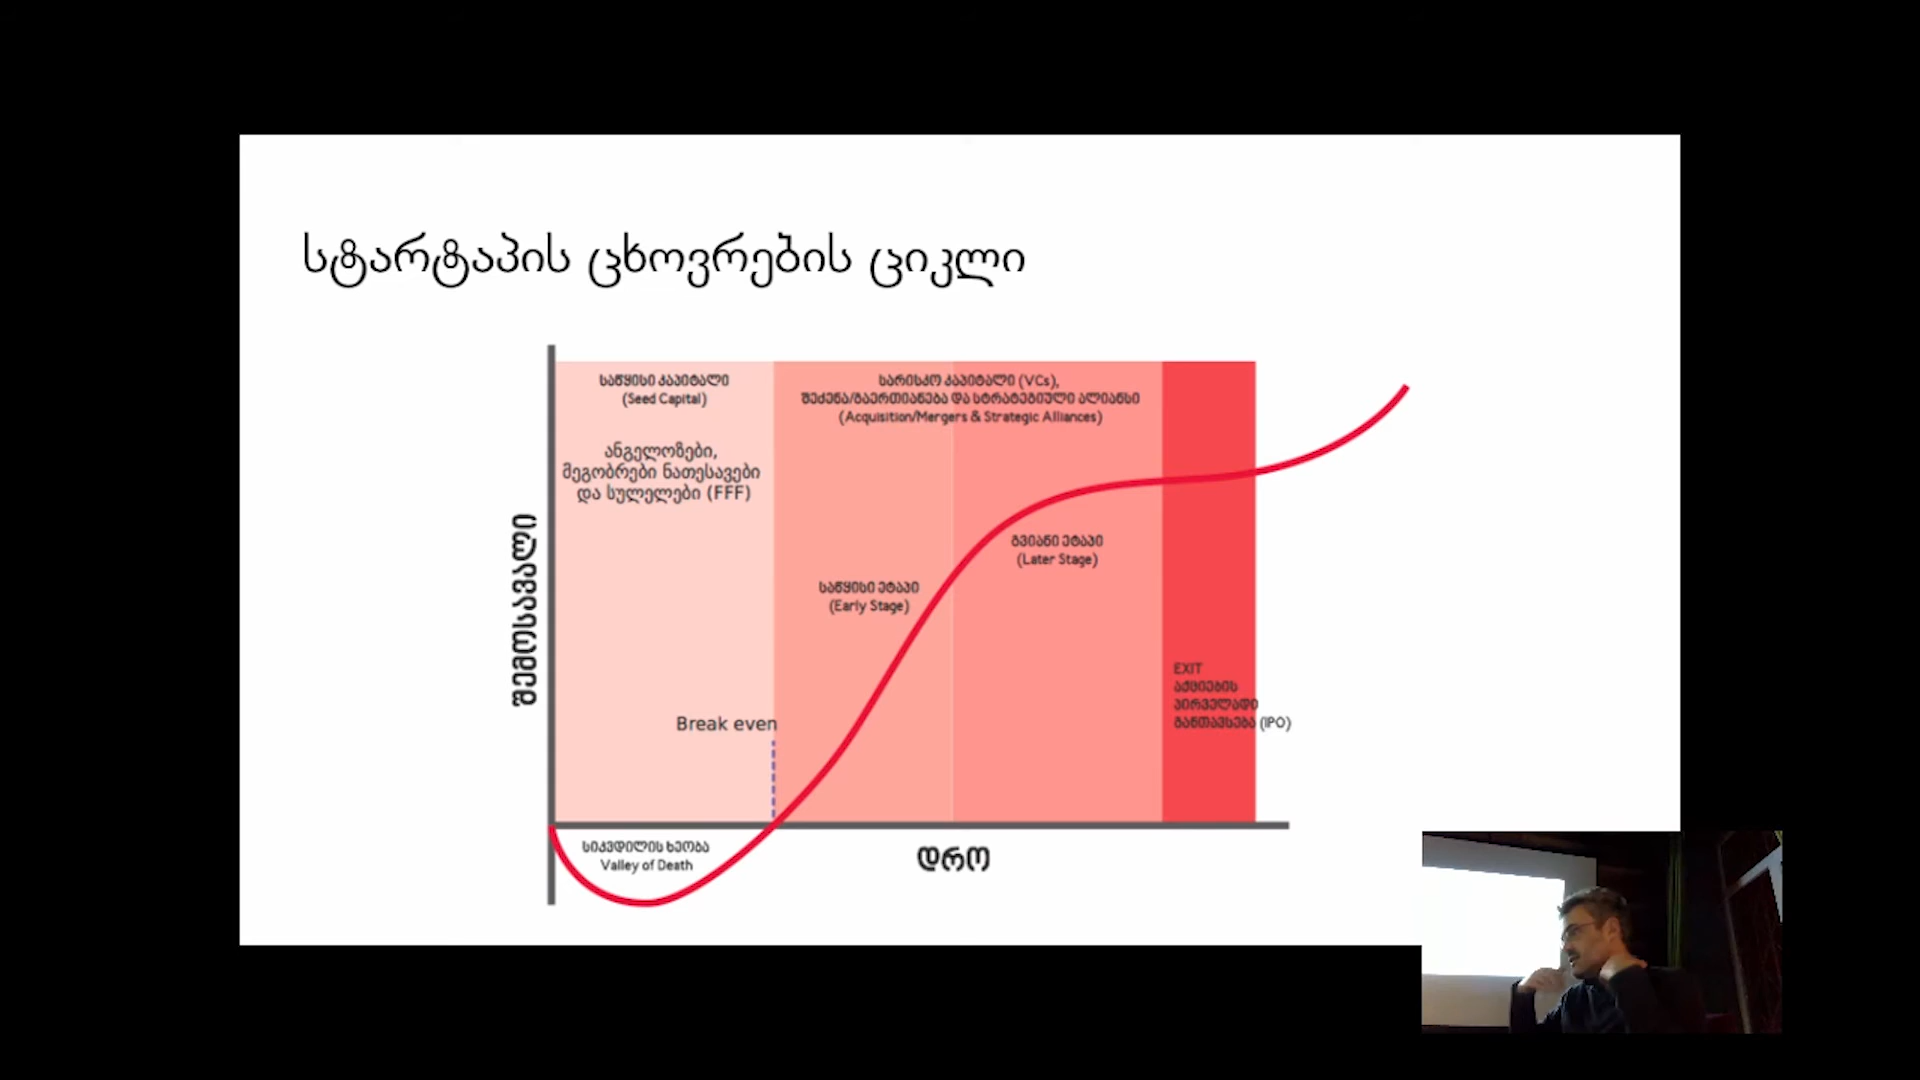 სტარტაპის ცხოვრების ციკლი
საწყისი კაპიტალი
(Seed Capital)
ანგელოზები,
მეგობრები ნათესავები
და სულელები (FFF)
სარისკო კაპიტალი (VCs),
შეძენა/გაერთიანება და სტრატეგიული ალიანსი
(Acquisition/Mergers & Strategic Alliances)
გვიანი ეტაპი
(Later Stage)
საწყისი ეტაპი
(Early Stage)
შემოსავალი
EXIT
აქციების
პირველადი
განთავსება (IPO)
Break even
სიკვდილის ხეობა
Valley of Death
დრო